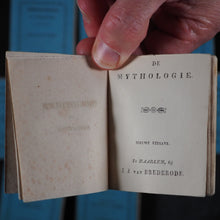 DE
MYTHOLOGIE.
NIEUWE UITGAVE.
Te HAARLEM, bij
J. J. van BREDERODE.